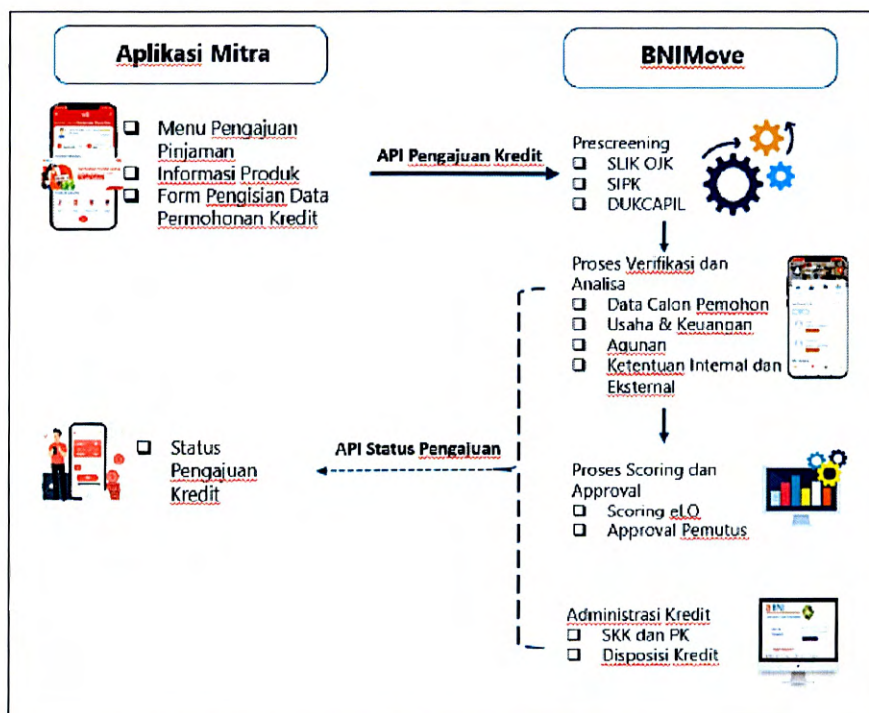 Aplikasi Mitra
BNIMove
Menu Pengajuan
Pinjaman
Informasi Produk
Form Pengisian Data
Permohonan Kredit
API Pengajuan Kredit
Prescreening
SLIK OJK
SIPK
DUKCAPIL
Proses Verifikasi dan
Analisa
Data Calon Pemohon
Usaha & Keuangan
Agunan
Ketentuan Internal dan
Eksternal
Status
Pengajuan
Kredit
API Status Pengajuan
Proses Scoring dan
Approval
Scoring eLO
Approval Pemutus
Administrasi Kredit
SKK dan PK
Disposisi Kredit
BNI